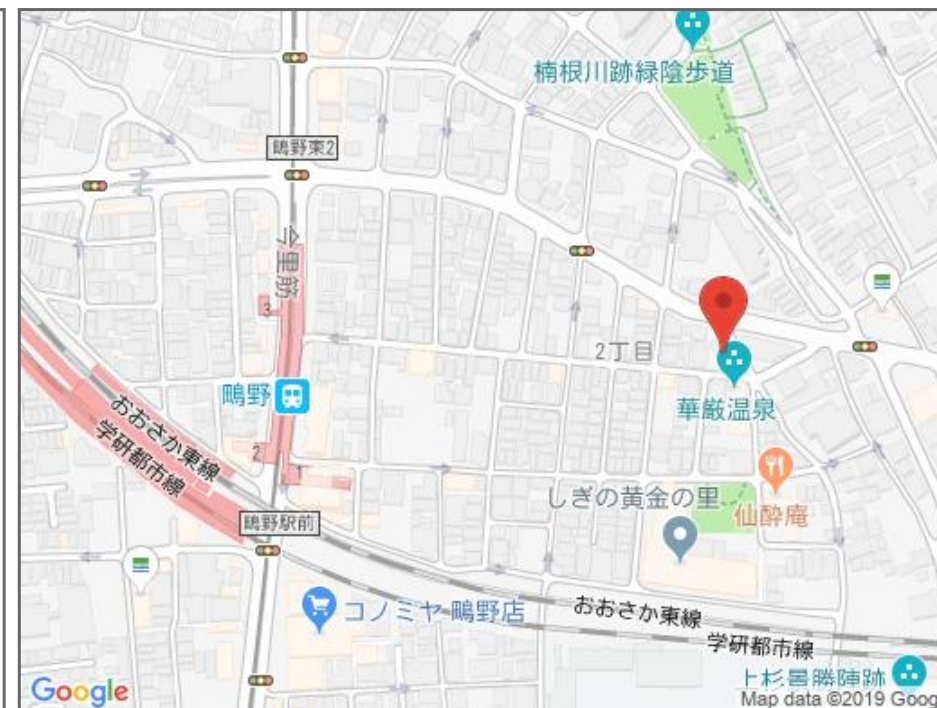 楠根川跡緑陰歩道
鴫野東2
今里筋
3
2丁目
鴫野
華厳温泉
おおさか東線
学研都市線
2
1
しぎの黄金の里
仙酔庵
鴫野駅前
コノミヤ 鴫野店
おおさか東線
学研都市線
上杉景勝陣跡
Google
Map data ©2019 Goog